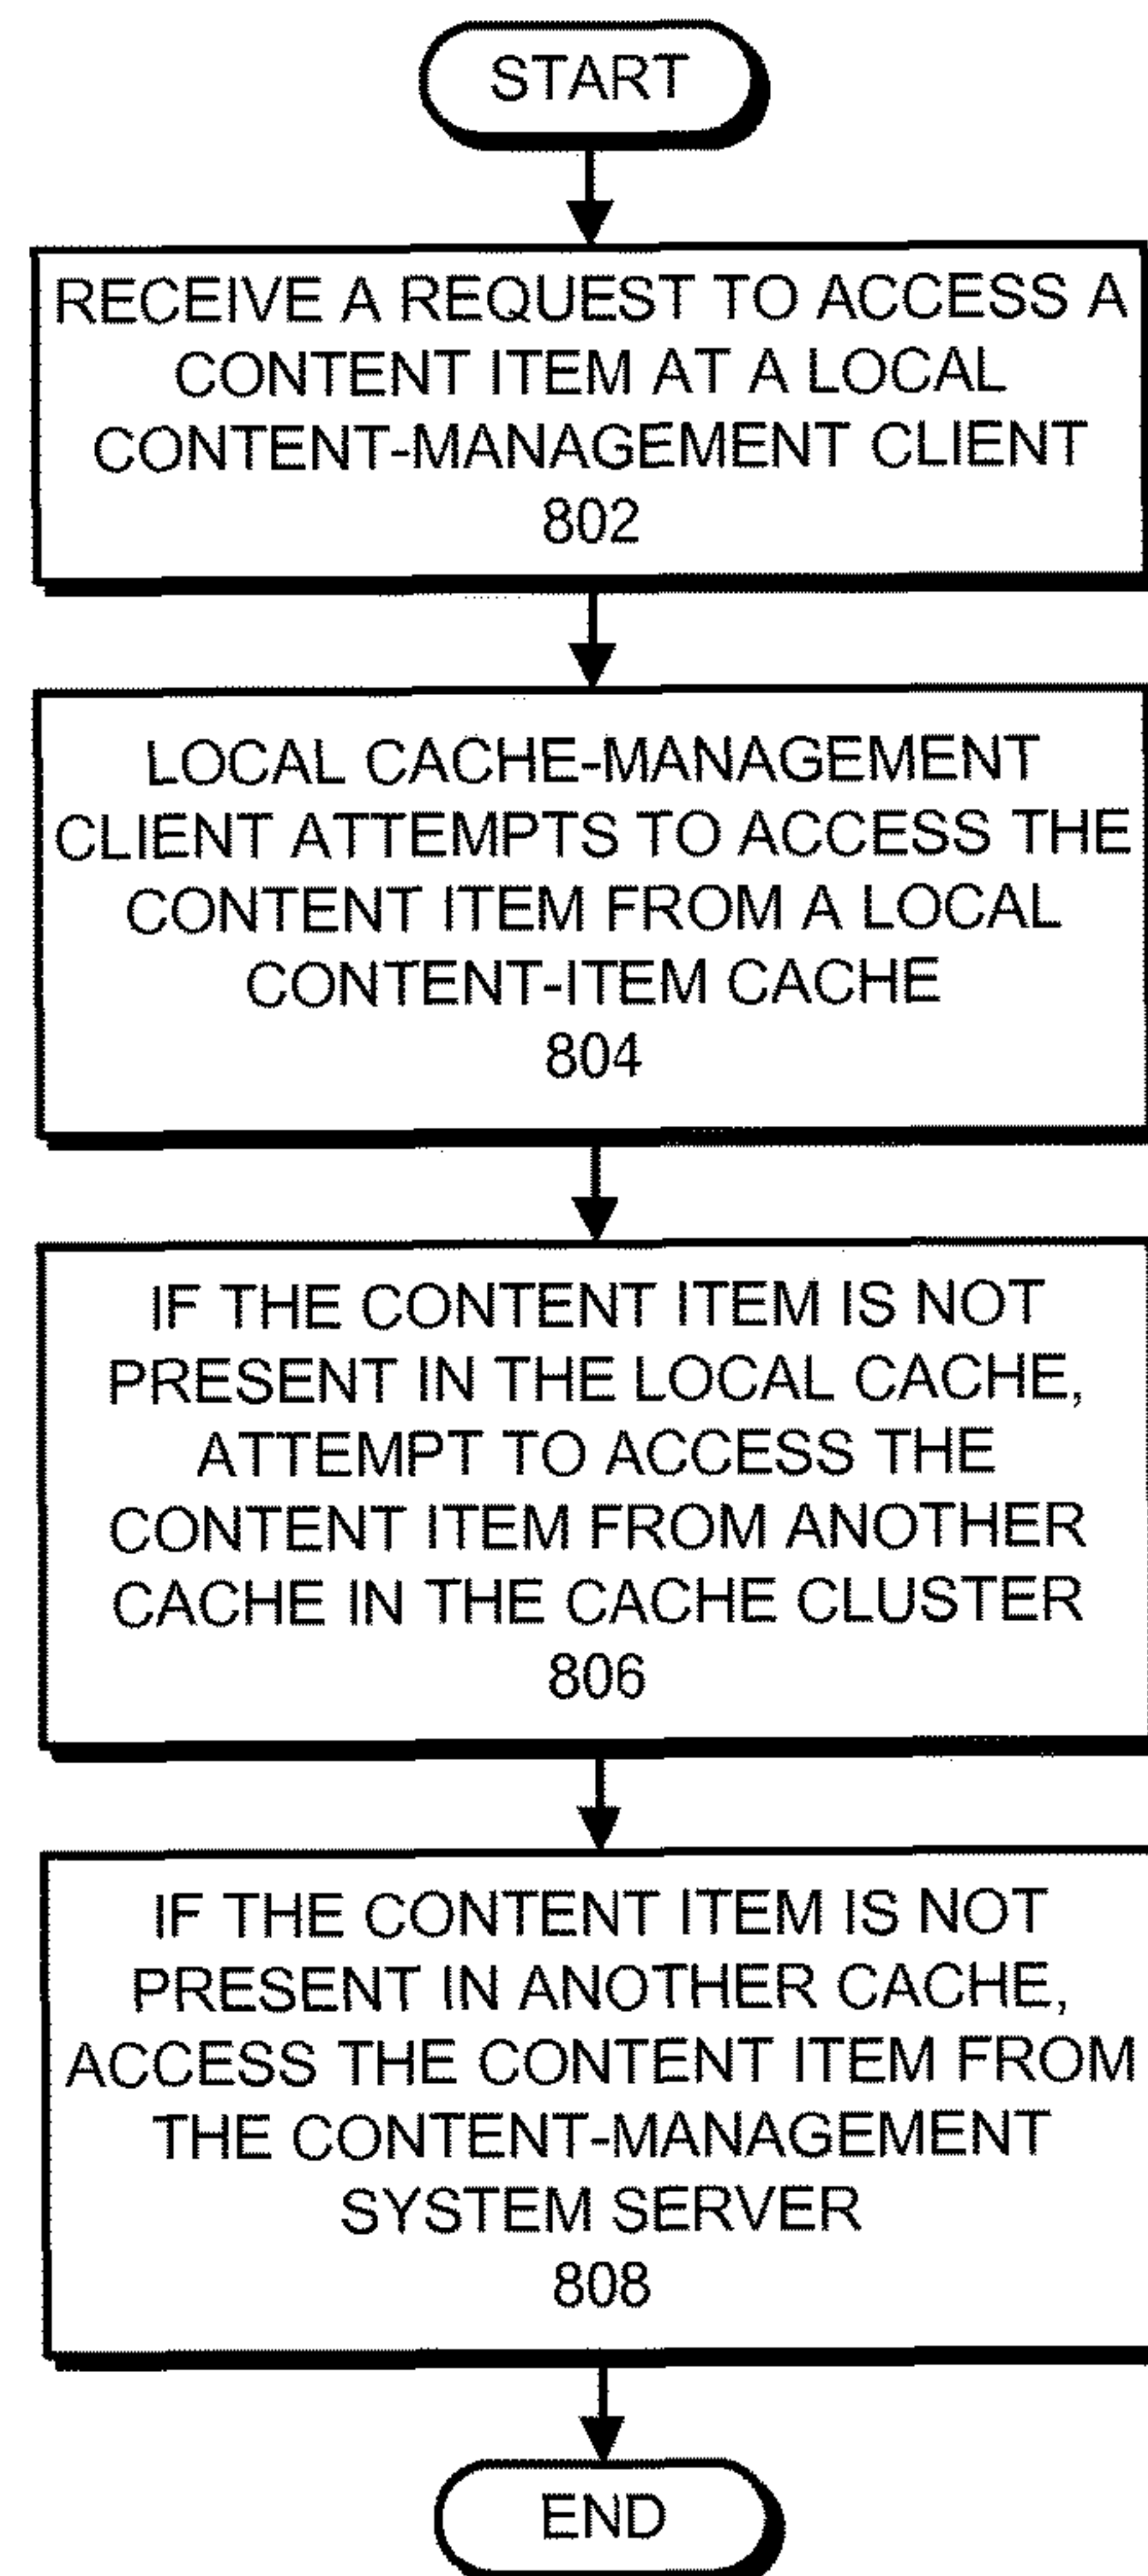 START
RECEIVE A REQUEST TO ACCESS A
CONTENT ITEM AT A LOCAL
CONTENT-MANAGEMENT CLIENT
802
LOCAL CACHE-MANAGEMENT
CLIENT ATTEMPTS TO ACCESS THE
CONTENT ITEM FROM A LOCAL
CONTENT-ITEM CACHE
804
IF THE CONTENT ITEM IS NOT
PRESENT IN THE LOCAL CACHE,
ATTEMPT TO ACCESS THE
CONTENT ITEM FROM ANOTHER
CACHE IN THE CACHE CLUSTER
806
IF THE CONTENT ITEM IS NOT
PRESENT IN ANOTHER CACHE,
ACCESS THE CONTENT ITEM FROM
THE CONTENT-MANAGEMENT
SYSTEM SERVER
808
END